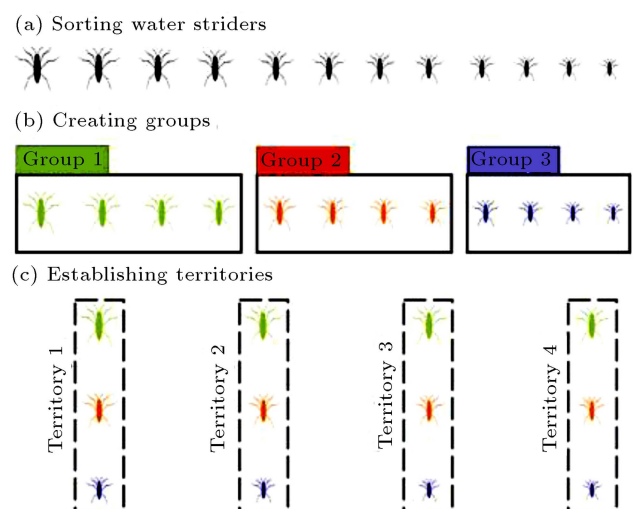 (a) Sorting water striders
(b) Creating groups
Group 1
Group 2
Group 3
(c) Establishing territories
Territory 1
Territory 2
Territory 3
Territory 4